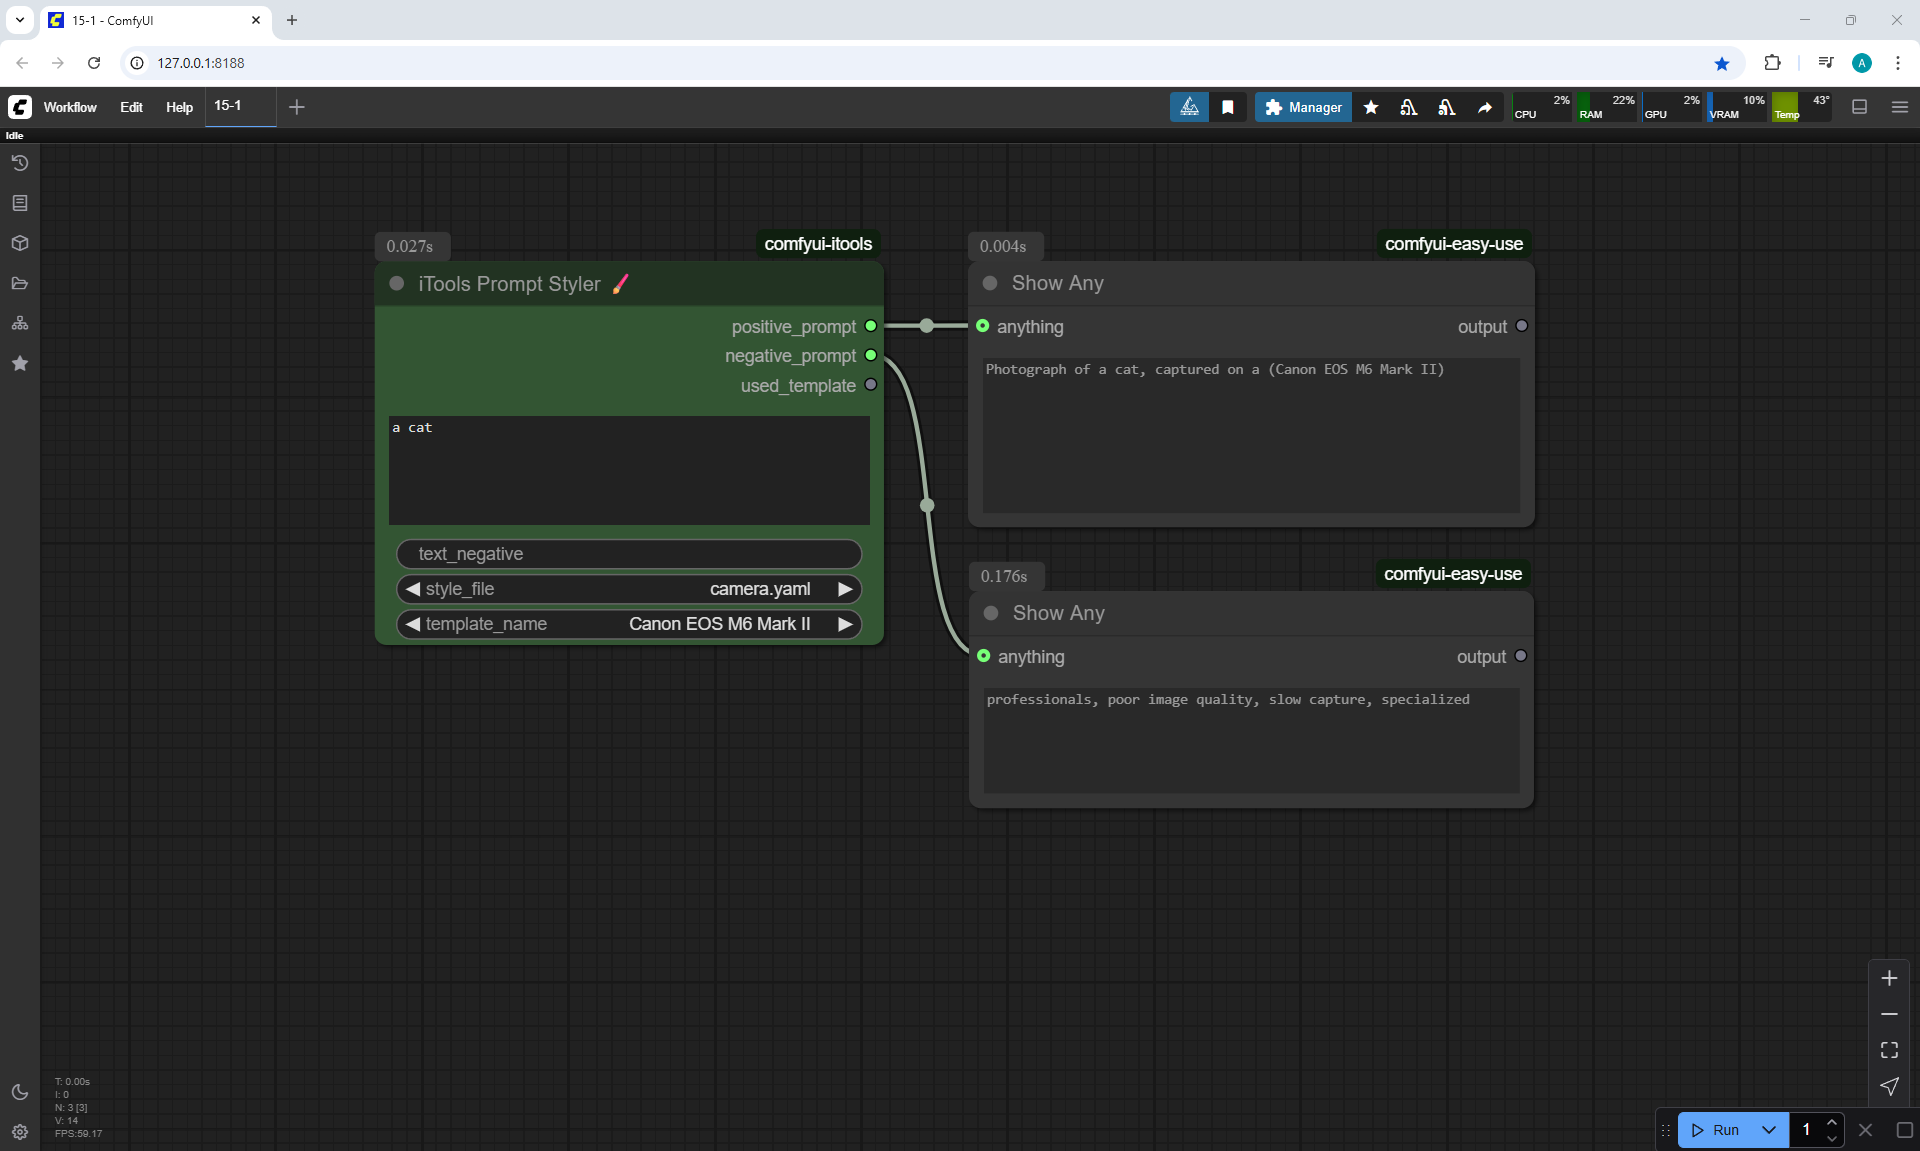 15-1 - ComfyUI
127.0.0.1:8188
A
Workflow Edit Help 15-1
Manager
CPU 2% RAM 22% GPU 2% VRAM 10% Temp 43°
Idle
0.027s comfyui-itools
iTools Prompt Styler
positive_prompt
negative_prompt
used_template
a cat
text_negative
style_file camera.yaml
template_name Canon EOS M6 Mark II
0.004s comfyui-easy-use
Show Any
anything output
Photograph of a cat, captured on a (Canon EOS M6 Mark II)
0.176s comfyui-easy-use
Show Any
anything output
professionals, poor image quality, slow capture, specialized
T: 0.00s
I: 0
N: 3 [3]
V: 14
FPS:59.17
Run 1